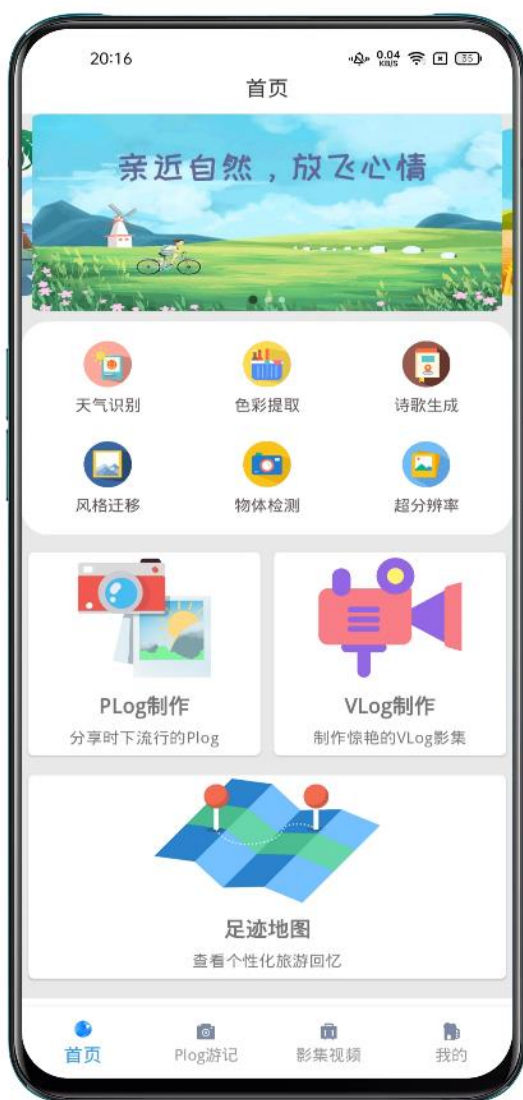 20:16
0.04
KB/S
35
首页
亲近自然，放飞心情
天气识别
色彩提取
诗歌生成
风格迁移
物体检测
超分辨率
PLog制作
VLog制作
分享时下流行的Plog
制作惊艳的VLog影集
足迹地图
查看个性化旅游回忆
首页
Plog游记
影集视频
我的